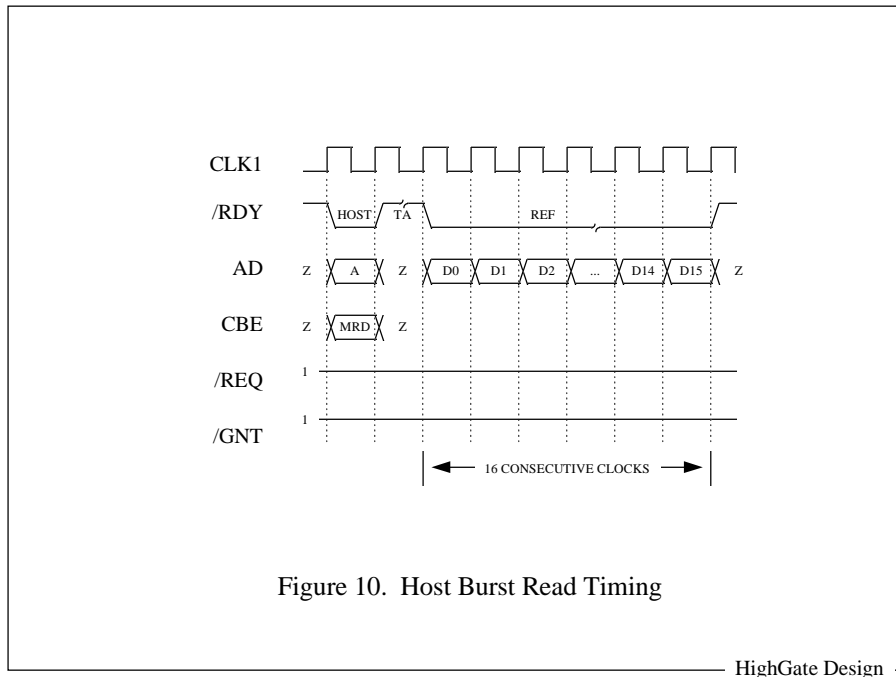 CLK1
/RDY HOST TA REF
AD Z A Z D0 D1 D2 ... D14 D15 Z
CBE Z MRD Z
/REQ 1
/GNT 1
16 CONSECUTIVE CLOCKS
Figure 10. Host Burst Read Timing
HighGate Design